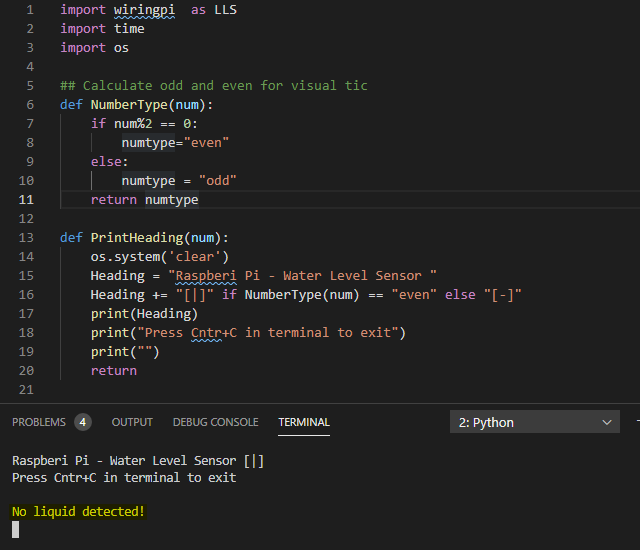 1 import wiringpi  as LLS
2 import time
3 import os
4
5 ## Calculate odd and even for visual tic
6 def NumberType(num):
7     if num%2 == 0:
8         numtype="even"
9     else:
10         numtype = "odd"
11     return numtype
12
13 def PrintHeading(num):
14     os.system('clear')
15     Heading = "Raspberi Pi - Water Level Sensor "
16     Heading += "[|]" if NumberType(num) == "even" else "[-]"
17     print(Heading)
18     print("Press Cntr+C in terminal to exit")
19     print("")
20     return
21
PROBLEMS 4 OUTPUT DEBUG CONSOLE TERMINAL 2: Python
Raspberi Pi - Water Level Sensor [|]
Press Cntr+C in terminal to exit
No liquid detected!